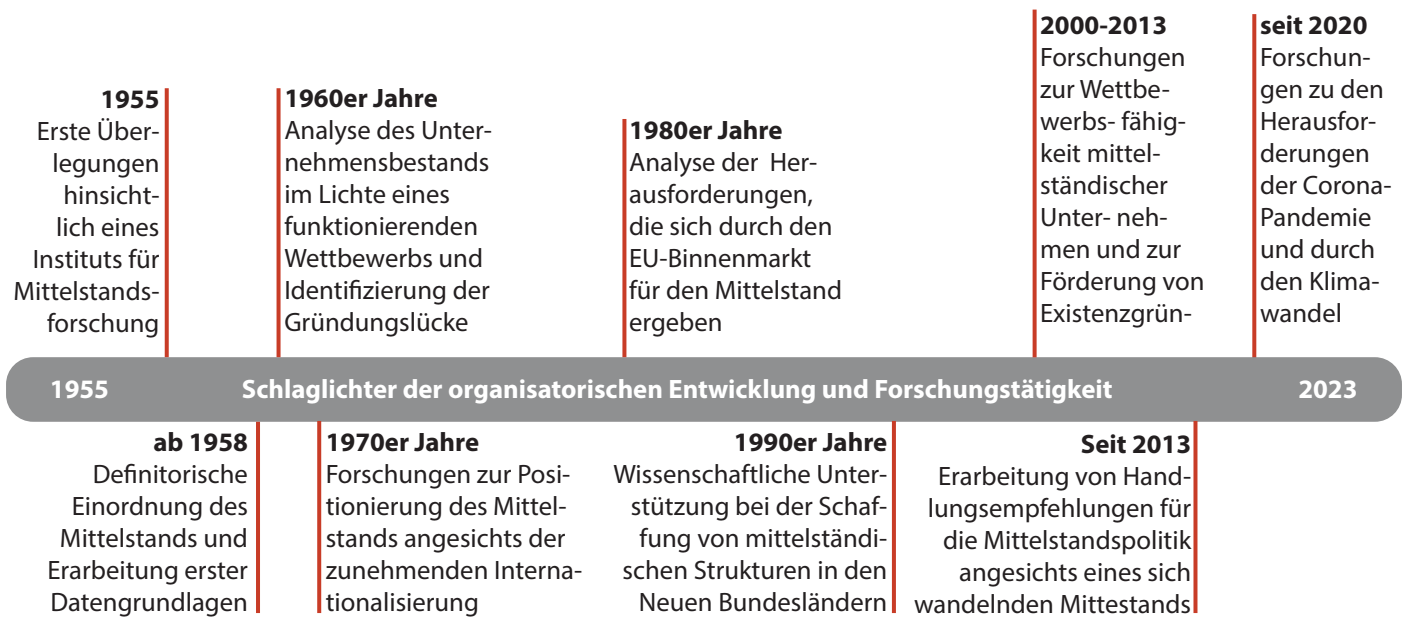 1955
Erste Über-
legungen
hinsicht-
lich eines
Instituts für
Mittelstands-
forschung
1960er Jahre
Analyse des Unter-
nehmensbestands
im Lichte eines
funktionierenden
Wettbewerbs und
Identifizierung der
Gründungslücke
1980er Jahre
Analyse der  Her-
ausforderungen,
die sich durch den
EU-Binnenmarkt
für den Mittelstand
ergeben
2000-2013
Forschungen
zur Wettbe-
werbs- fähig-
keit mittel-
ständischer
Unter- neh-
men und zur
Förderung von
Existenzgrün-
seit 2020
Forschun-
gen zu den
Herausfor-
derungen
der Corona-
Pandemie
und durch
den Klima-
wandel
1955 Schlaglichter der organisatorischen Entwicklung und Forschungstätigkeit 2023
ab 1958
Definitorische
Einordnung des
Mittelstands und
Erarbeitung erster
Datengrundlagen
1970er Jahre
Forschungen zur Posi-
tionierung des Mittel-
stands angesichts der
zunehmenden Interna-
tionalisierung
1990er Jahre
Wissenschaftliche Unter-
stützung bei der Schaf-
fung von mittelständi-
schen Strukturen in den
Neuen Bundesländern
Seit 2013
Erarbeitung von Hand-
lungsempfehlungen für
die Mittelstandspolitik
angesichts eines sich
wandelnden Mittestands